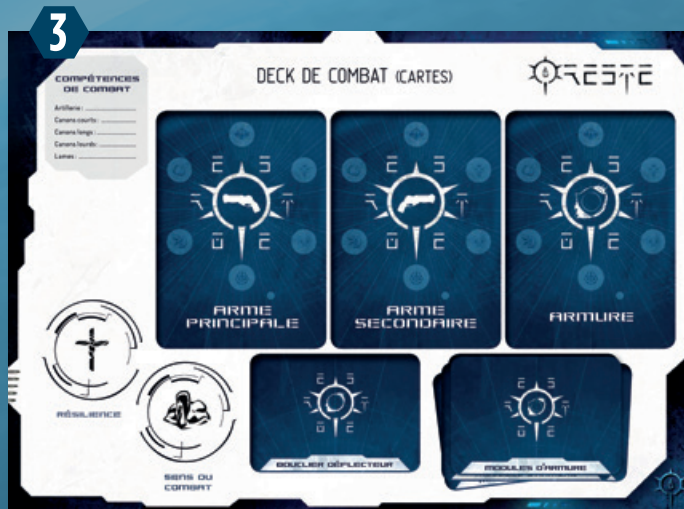 3
DECK DE COMBAT (CARTES)
ORESTE
COMPÉTENCES
DE COMBAT
Artillerie :
Canons courts :
Canons longs :
Canons lourds :
Lames :
ARME
PRINCIPALE
ARME
SECONDAIRE
ARMURE
RÉSILIENCE
SENS DU
COMBAT
BOUCLIER DÉFLECTEUR
MODULES D'ARMURE